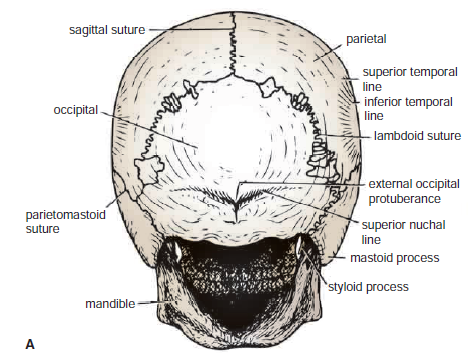 sagittal suture
parietal
superior temporal
line
inferior temporal
line
occipital
lambdoid suture
external occipital
protuberance
parietomastoid
suture
superior nuchal
line
mastoid process
styloid process
mandible
A